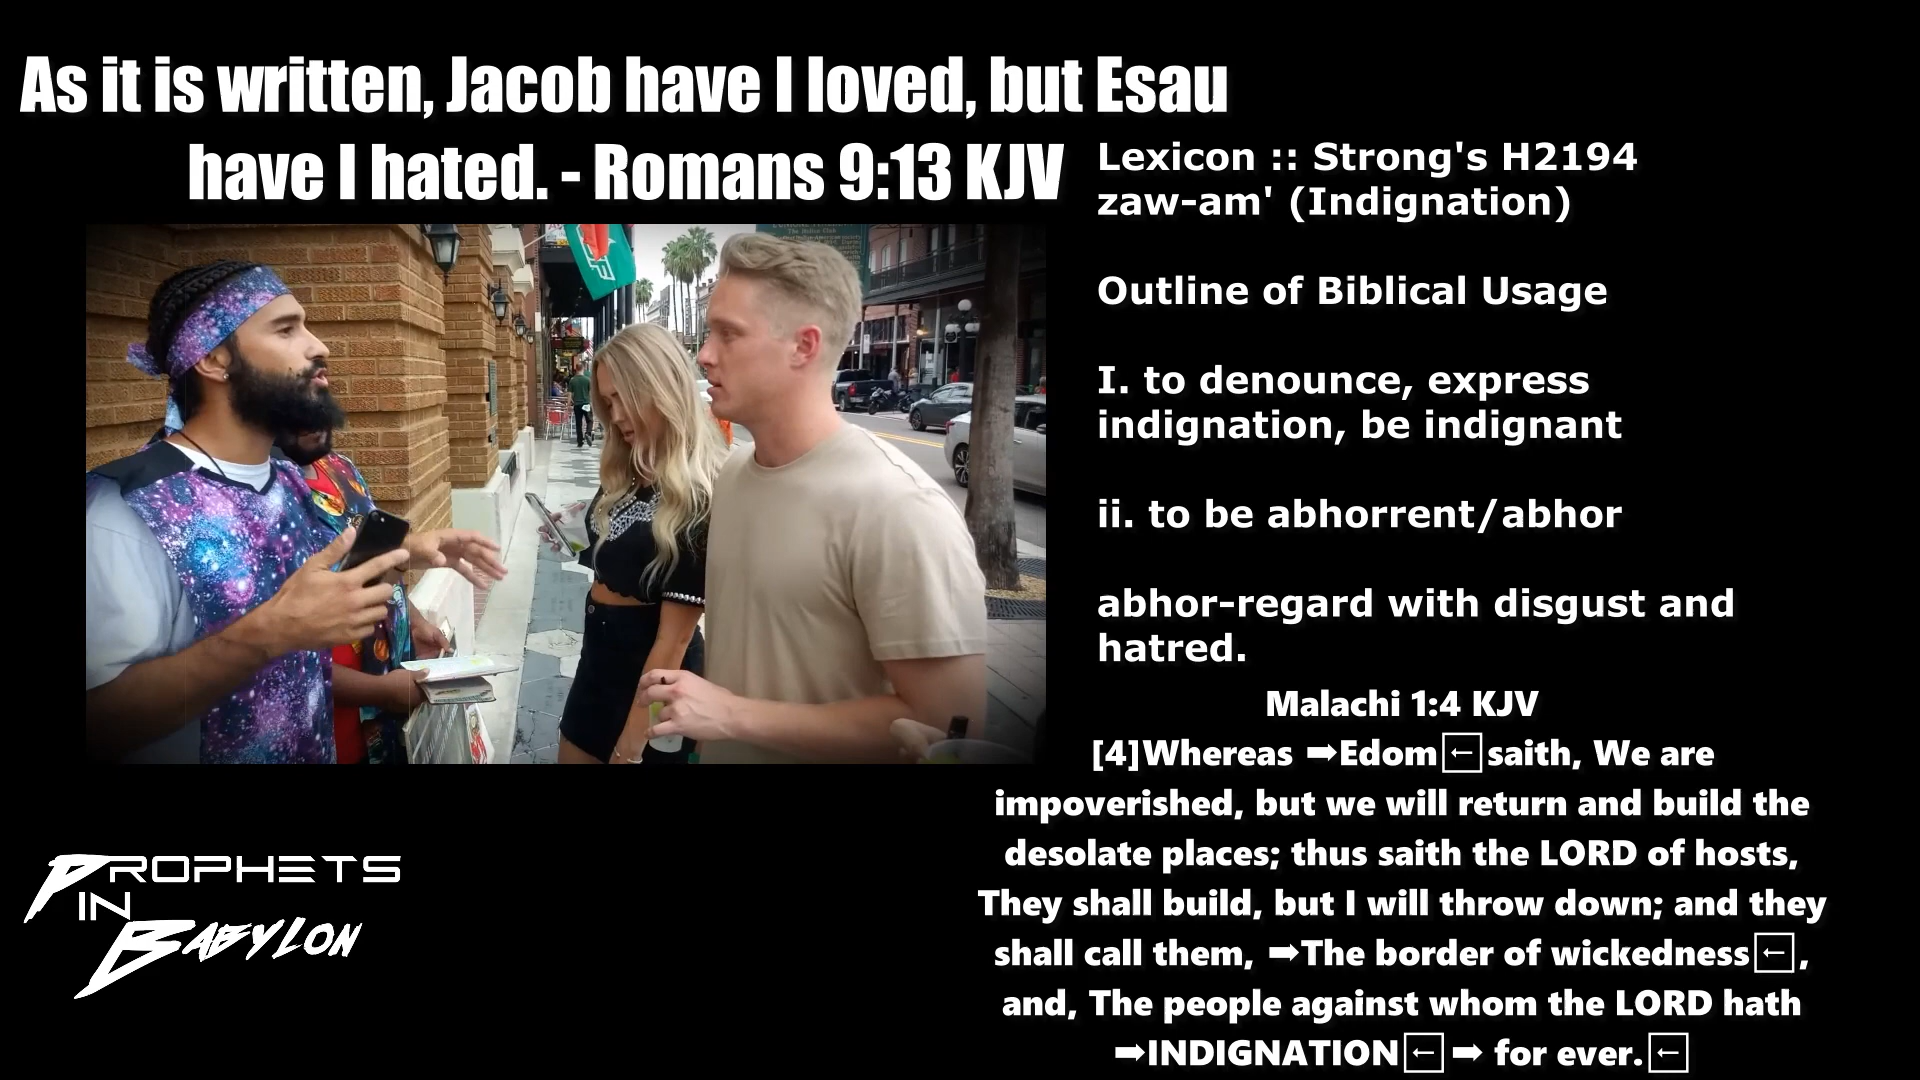 As it is written, Jacob have I loved, but Esau
have I hated. - Romans 9:13 KJV
Lexicon :: Strong's H2194
zaw-am' (Indignation)
Outline of Biblical Usage
I. to denounce, express
indignation, be indignant
ii. to be abhorrent/abhor
abhor-regard with disgust and
hatred.
Malachi 1:4 KJV
[4]Whereas ➡Edom⬅saith, We are
impoverished, but we will return and build the
desolate places; thus saith the LORD of hosts,
They shall build, but I will throw down; and they
shall call them, ➡The border of wickedness⬅,
and, The people against whom the LORD hath
➡INDIGNATION⬅➡ for ever.⬅
PROPHETS
IN
BABYLON